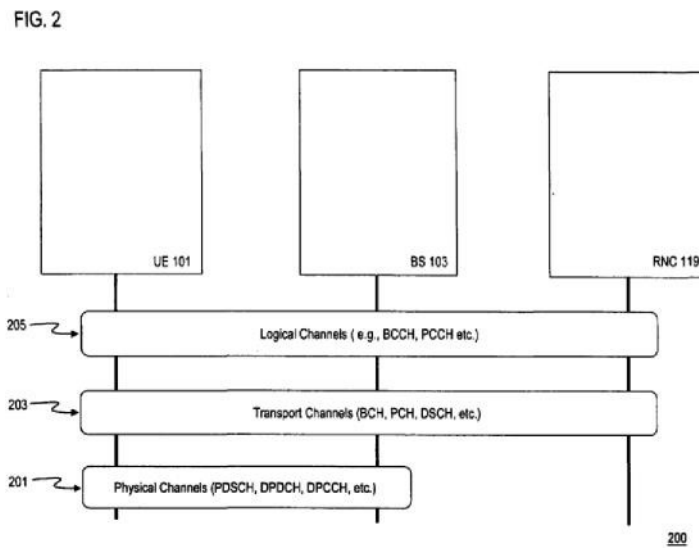 FIG. 2
UE 101
BS 103
RNC 119
205
Logical Channels ( e.g., BCCH, PCCH etc.)
203
Transport Channels (BCH, PCH, DSCH, etc.)
201
Physical Channels (PDSCH, DPDCH, DPCCH, etc.)
200